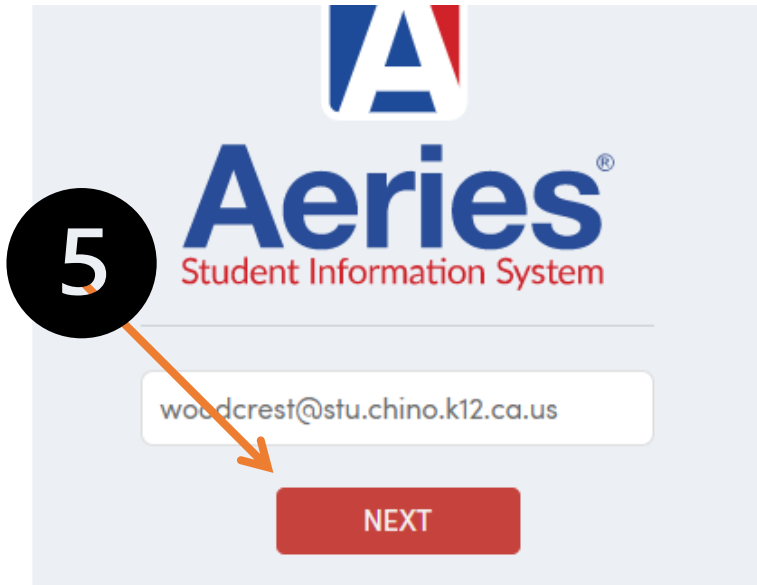 A
Aeries®
Student Information System
5
woodcrest@stu.chino.k12.ca.us
NEXT